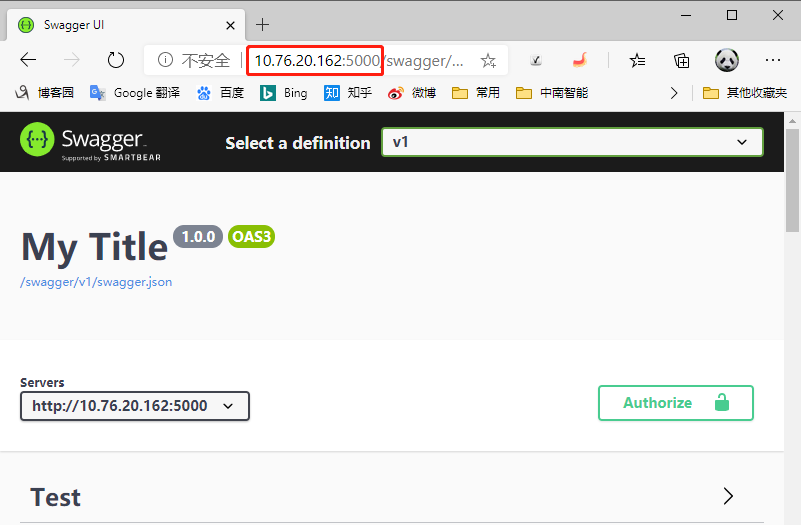 Swagger UI
不安全 10.76.20.162:5000/swagger/...
博客园 Google 翻译 百度 Bing 知乎 微博 常用 中南智能 其他收藏夹
Swagger
Supported by SMARTBEAR
Select a definition v1
My Title 1.0.0 OAS3
/swagger/v1/swagger.json
Servers
http://10.76.20.162:5000
Authorize
Test